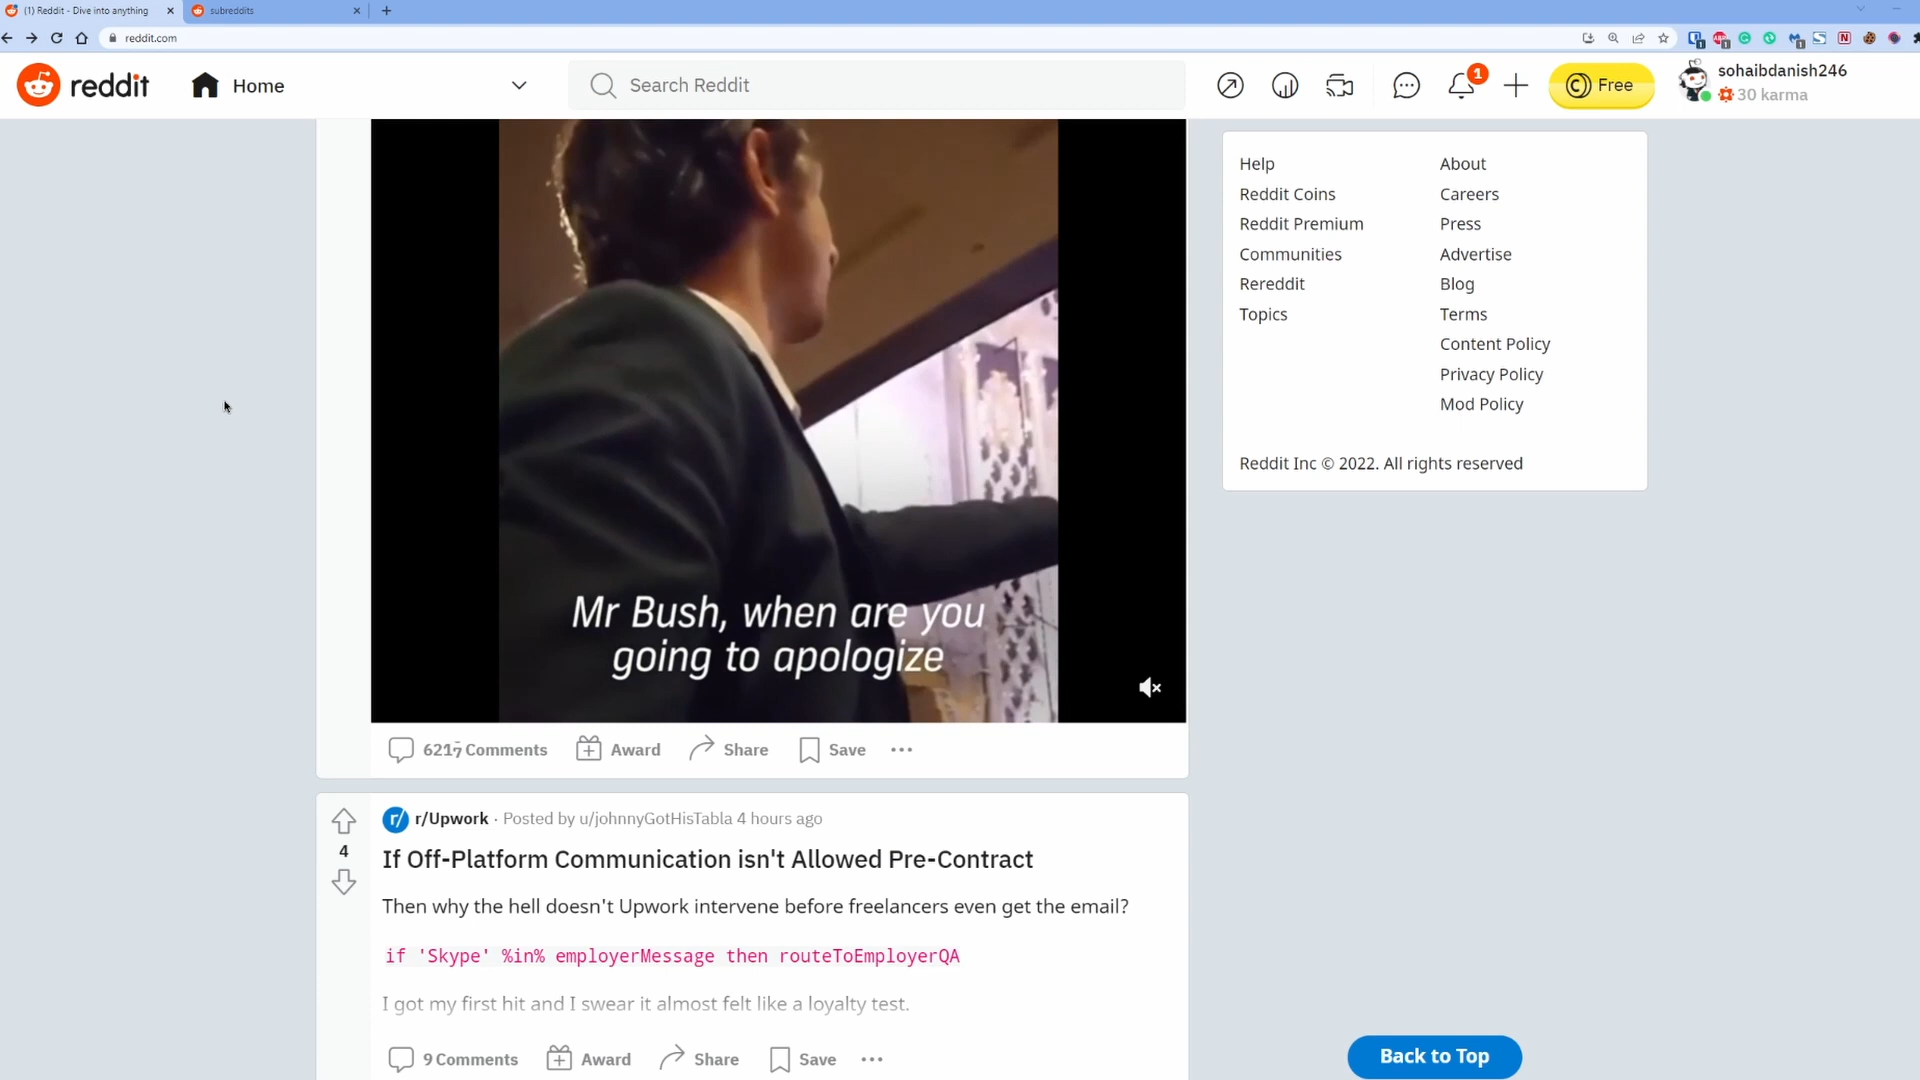 (1) Reddit - Dive into anything
subreddits
reddit.com
reddit
Home
Search Reddit
1
Free
sohaibdanish246
30 karma
Mr Bush, when are you
going to apologize
Comments
Award
Share
Save
r/Upwork · Posted by u/johnnyGotHisTabla 4 hours ago
4
If Off-Platform Communication isn't Allowed Pre-Contract
Then why the hell doesn't Upwork intervene before freelancers even get the email?
if 'Skype' %in% employerMessage then routeToEmployerQA
I got my first hit and I swear it almost felt like a loyalty test.
9 Comments
Award
Share
Save
Help
Reddit Coins
Reddit Premium
Communities
Rereddit
Topics
About
Careers
Press
Advertise
Blog
Terms
Content Policy
Privacy Policy
Mod Policy
Reddit Inc © 2022. All rights reserved
Back to Top